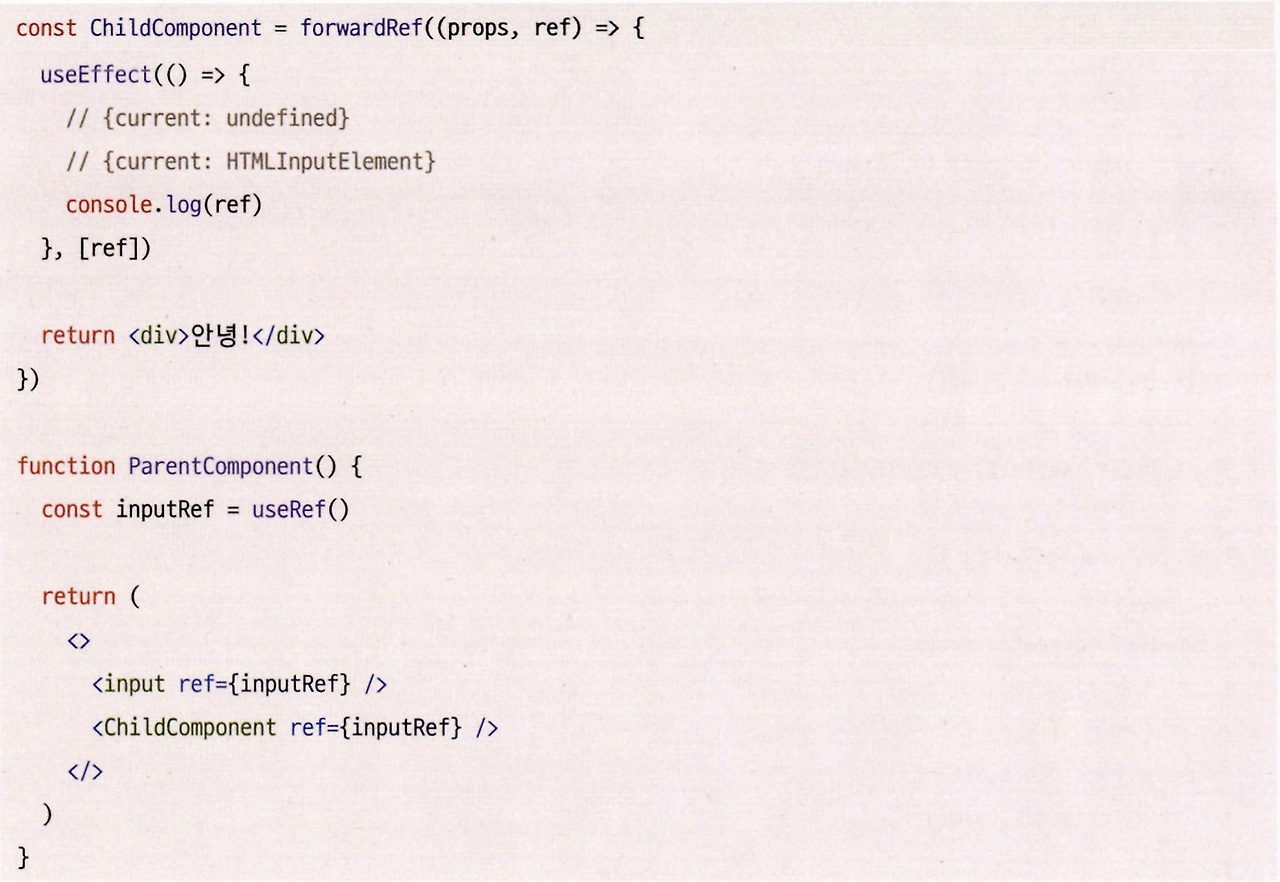 const ChildComponent = forwardRef((props, ref) => {
  useEffect(() => {
    // {current: undefined}
    // {current: HTMLInputElement}
    console.log(ref)
  }, [ref])

  return <div>안녕!</div>
})

function ParentComponent() {
  const inputRef = useRef()

  return (
    <>
      <input ref={inputRef} />
      <ChildComponent ref={inputRef} />
    </>
  )
}